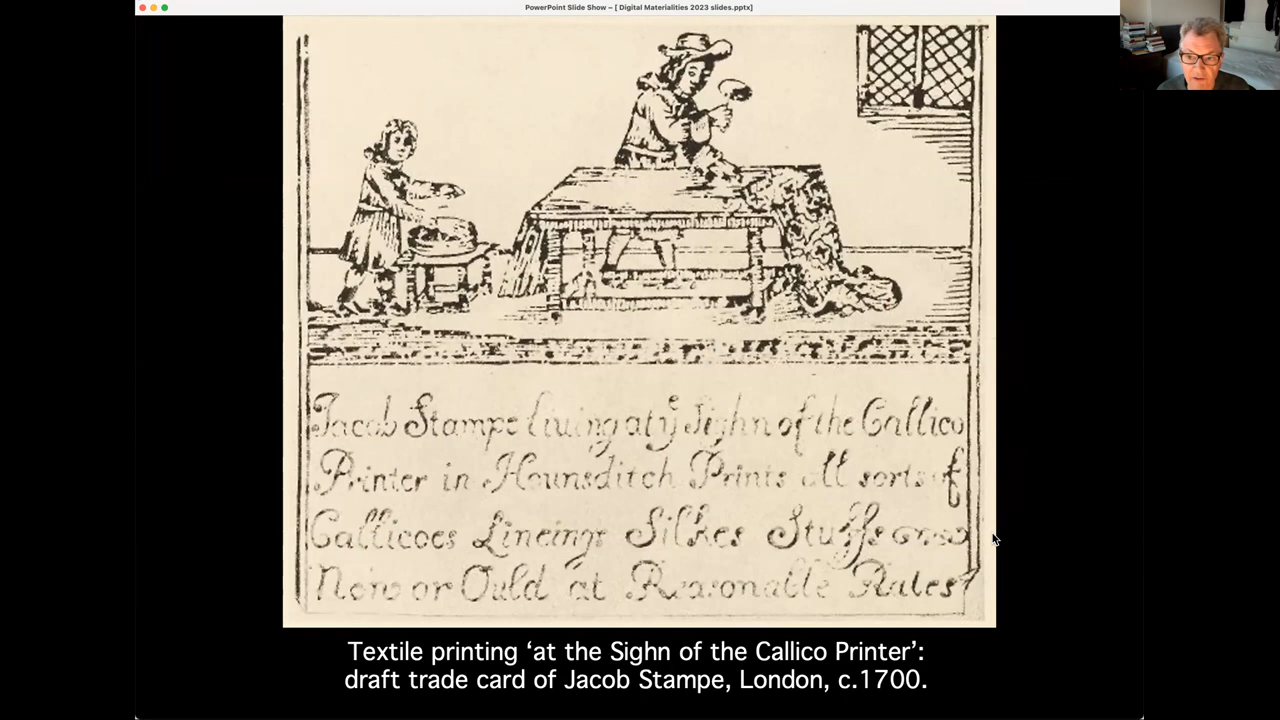 PowerPoint Slide Show – [ Digital Materialities 2023 slides.pptx]
Jacob Stampe living at yͤ Sighn of the Callico
Printer in Hounsditch Prints all sorts of
Callicoes Lineings Silkes Stuffs
New or Ould at Reasonable Rates
Textile printing ‘at the Sighn of the Callico Printer’:
draft trade card of Jacob Stampe, London, c.1700.